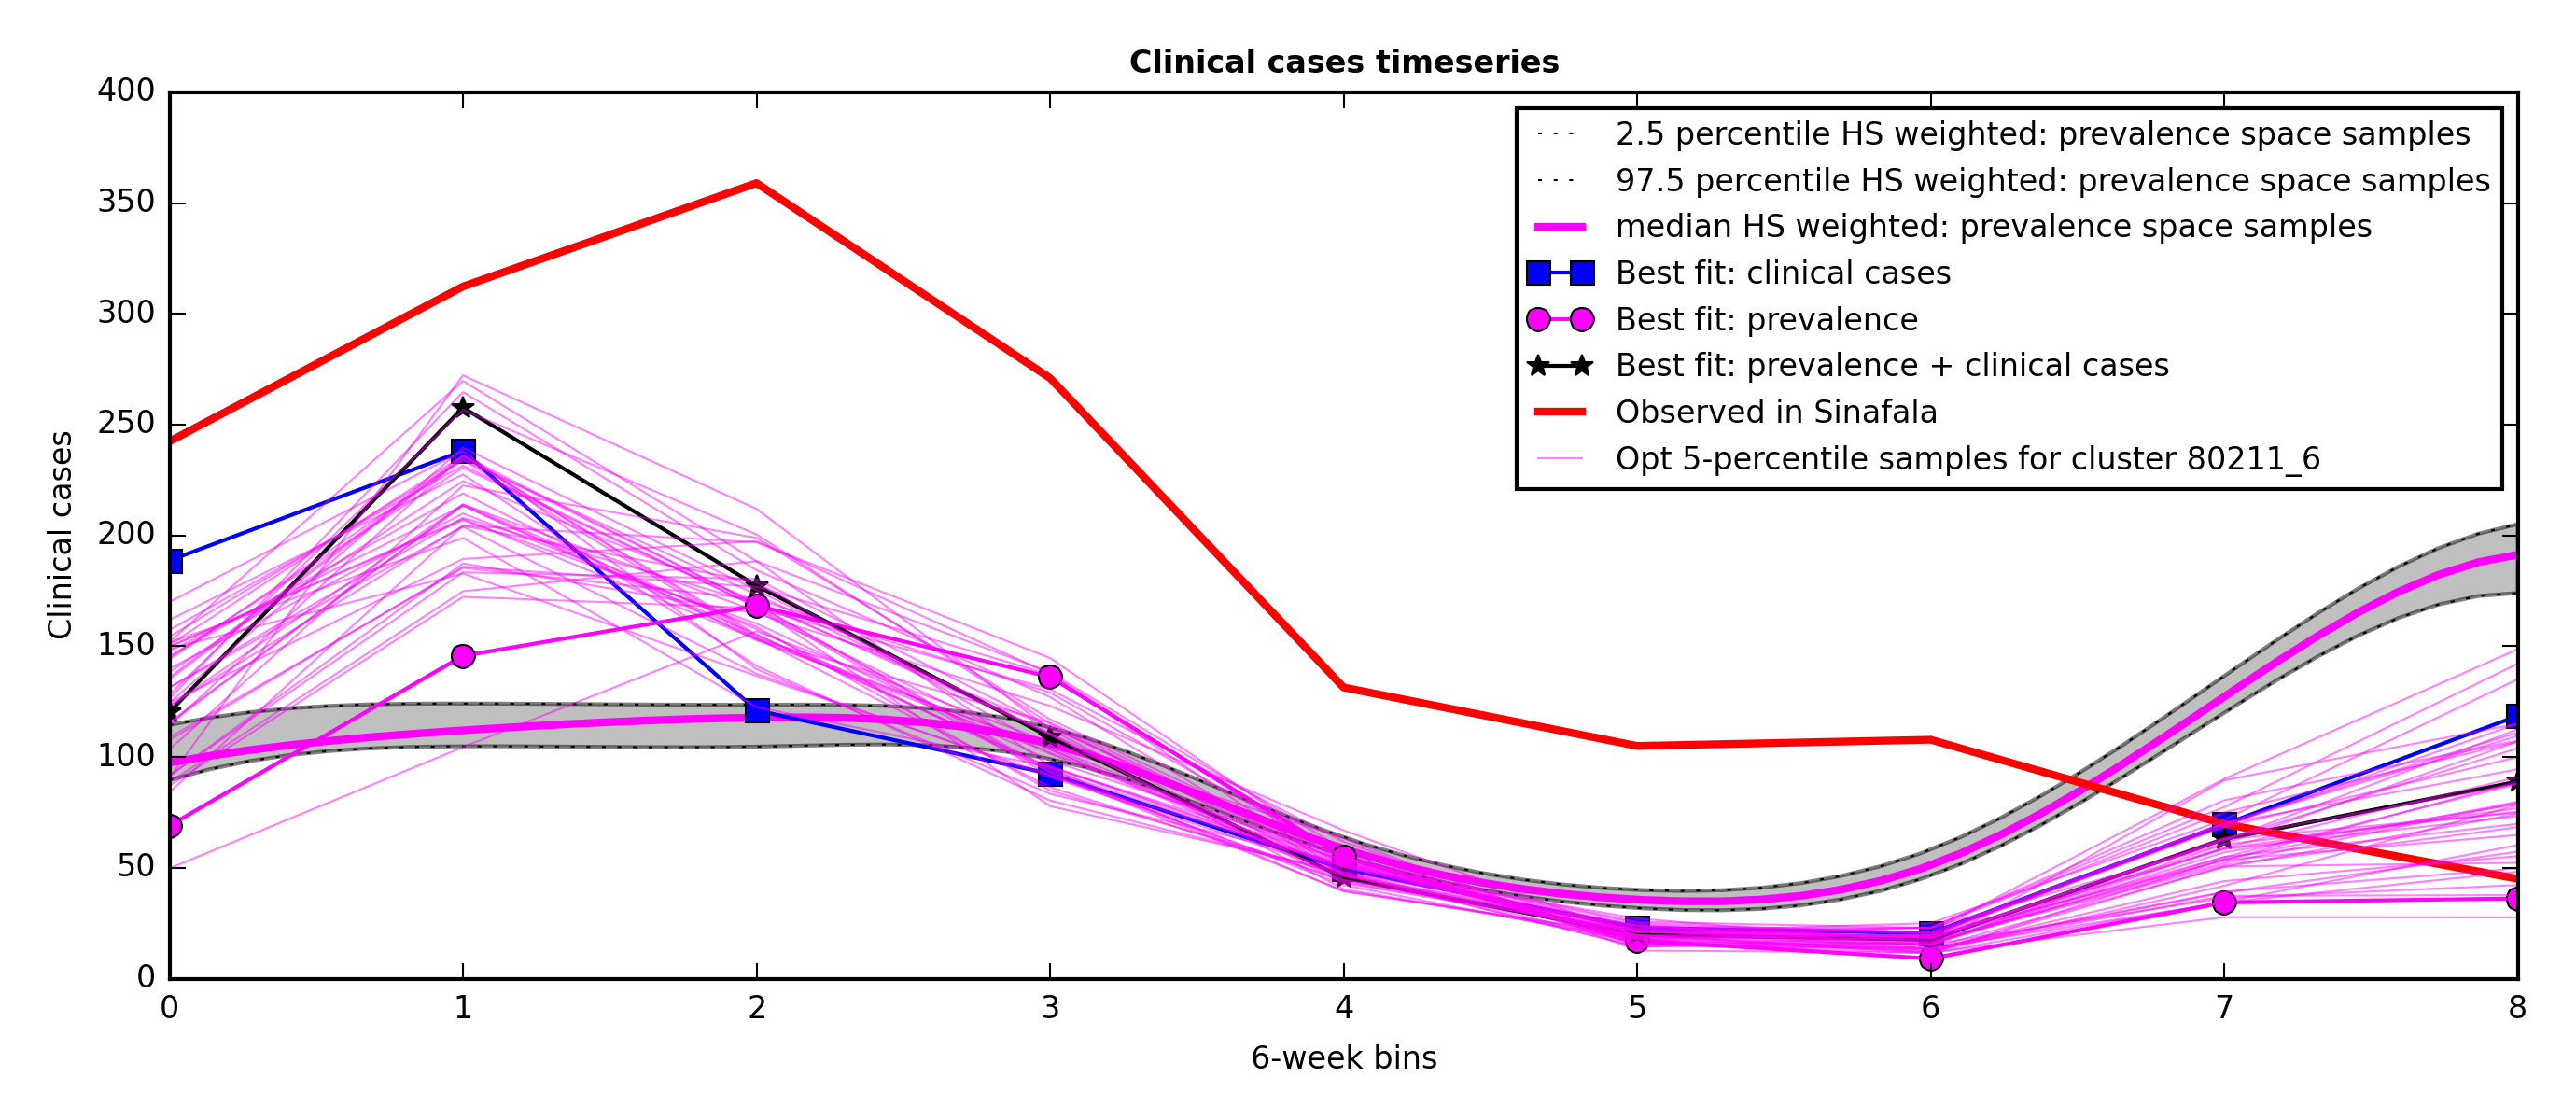 Clinical cases timeseries
400
350
300
250
200
150
100
50
0
Clinical cases
2.5 percentile HS weighted: prevalence space samples
97.5 percentile HS weighted: prevalence space samples
median HS weighted: prevalence space samples
Best fit: clinical cases
Best fit: prevalence
Best fit: prevalence + clinical cases
Observed in Sinafala
Opt 5-percentile samples for cluster 80211_6
0 1 2 3 4 5 6 7 8
6-week bins